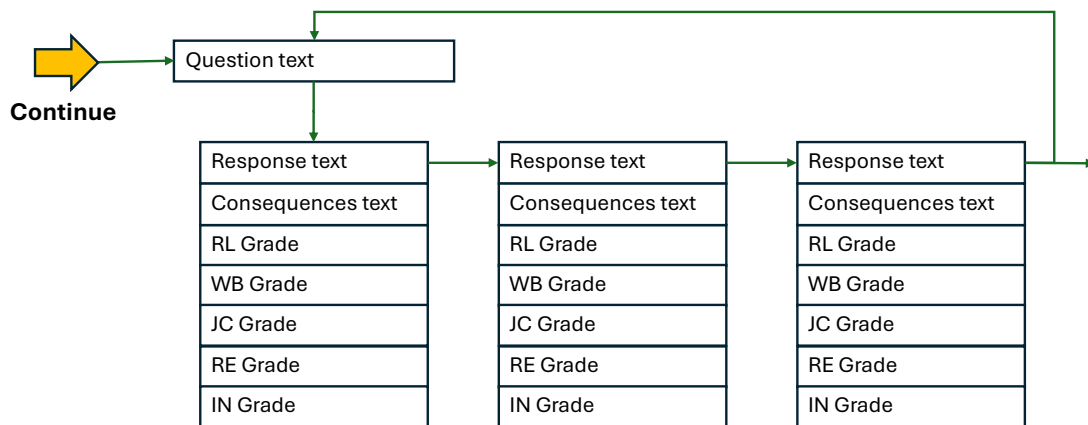 Question text
Continue
Response text
Consequences text
RL Grade
WB Grade
JC Grade
RE Grade
IN Grade
Response text
Consequences text
RL Grade
WB Grade
JC Grade
RE Grade
IN Grade
Response text
Consequences text
RL Grade
WB Grade
JC Grade
RE Grade
IN Grade